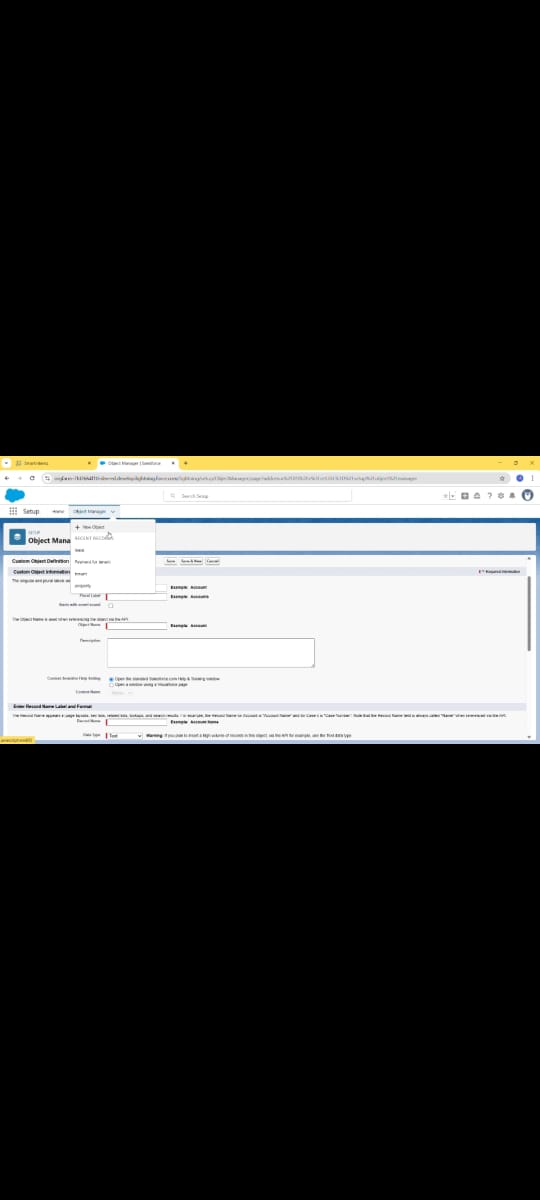 Object Manager | Salesforce
Search Setup
Setup Home Object Manager
SETUP
Object Mana
+ New Object
RECENT RECORDS
lease
Payment for tenant
tenant
property
Custom Object Definition
Save Save & New Cancel
Custom Object Information
= Required Information
The singular and plural labels
Example: Account
Plural Label Example: Accounts
Starts with vowel sound
The Object Name is used when referencing the object via the API.
Object Name Example: Account
Description
Context-Sensitive Help Setting Open the standard Salesforce.com Help & Training window
Open a window using a Visualforce page
Content Name
Enter Record Name Label and Format
The Record Name appears in page layouts, key lists, related lists, lookups, and search results. For example, the Record Name for Account is "Account Name" and for Case it is "Case Number". Note that the Record Name field is always called "Name" when referenced via the API.
Record Name Example: Account Name
Data Type Text Warning: If you plan to insert a high volume of records in this object, via the API for example, use the Text data type.